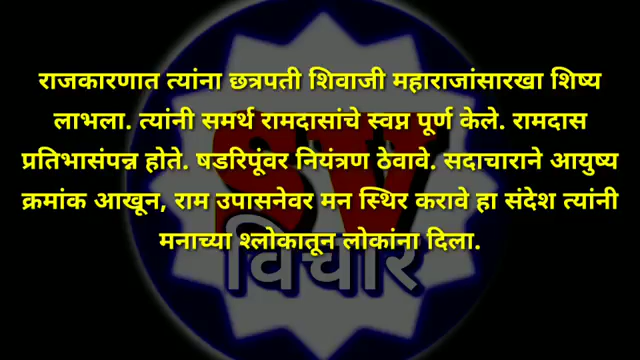 राजकारणात त्यांना छत्रपती शिवाजी महाराजांसारखा शिष्य
लाभला. त्यांनी समर्थ रामदासांचे स्वप्न पूर्ण केले. रामदास
प्रतिभासंपन्न होते. षडरिपूंवर नियंत्रण ठेवावे. सदाचाराने आयुष्य
क्रमांक आखून, राम उपासनेवर मन स्थिर करावे हा संदेश त्यांनी
मनाच्या श्लोकातून लोकांना दिला.
SV
विचार